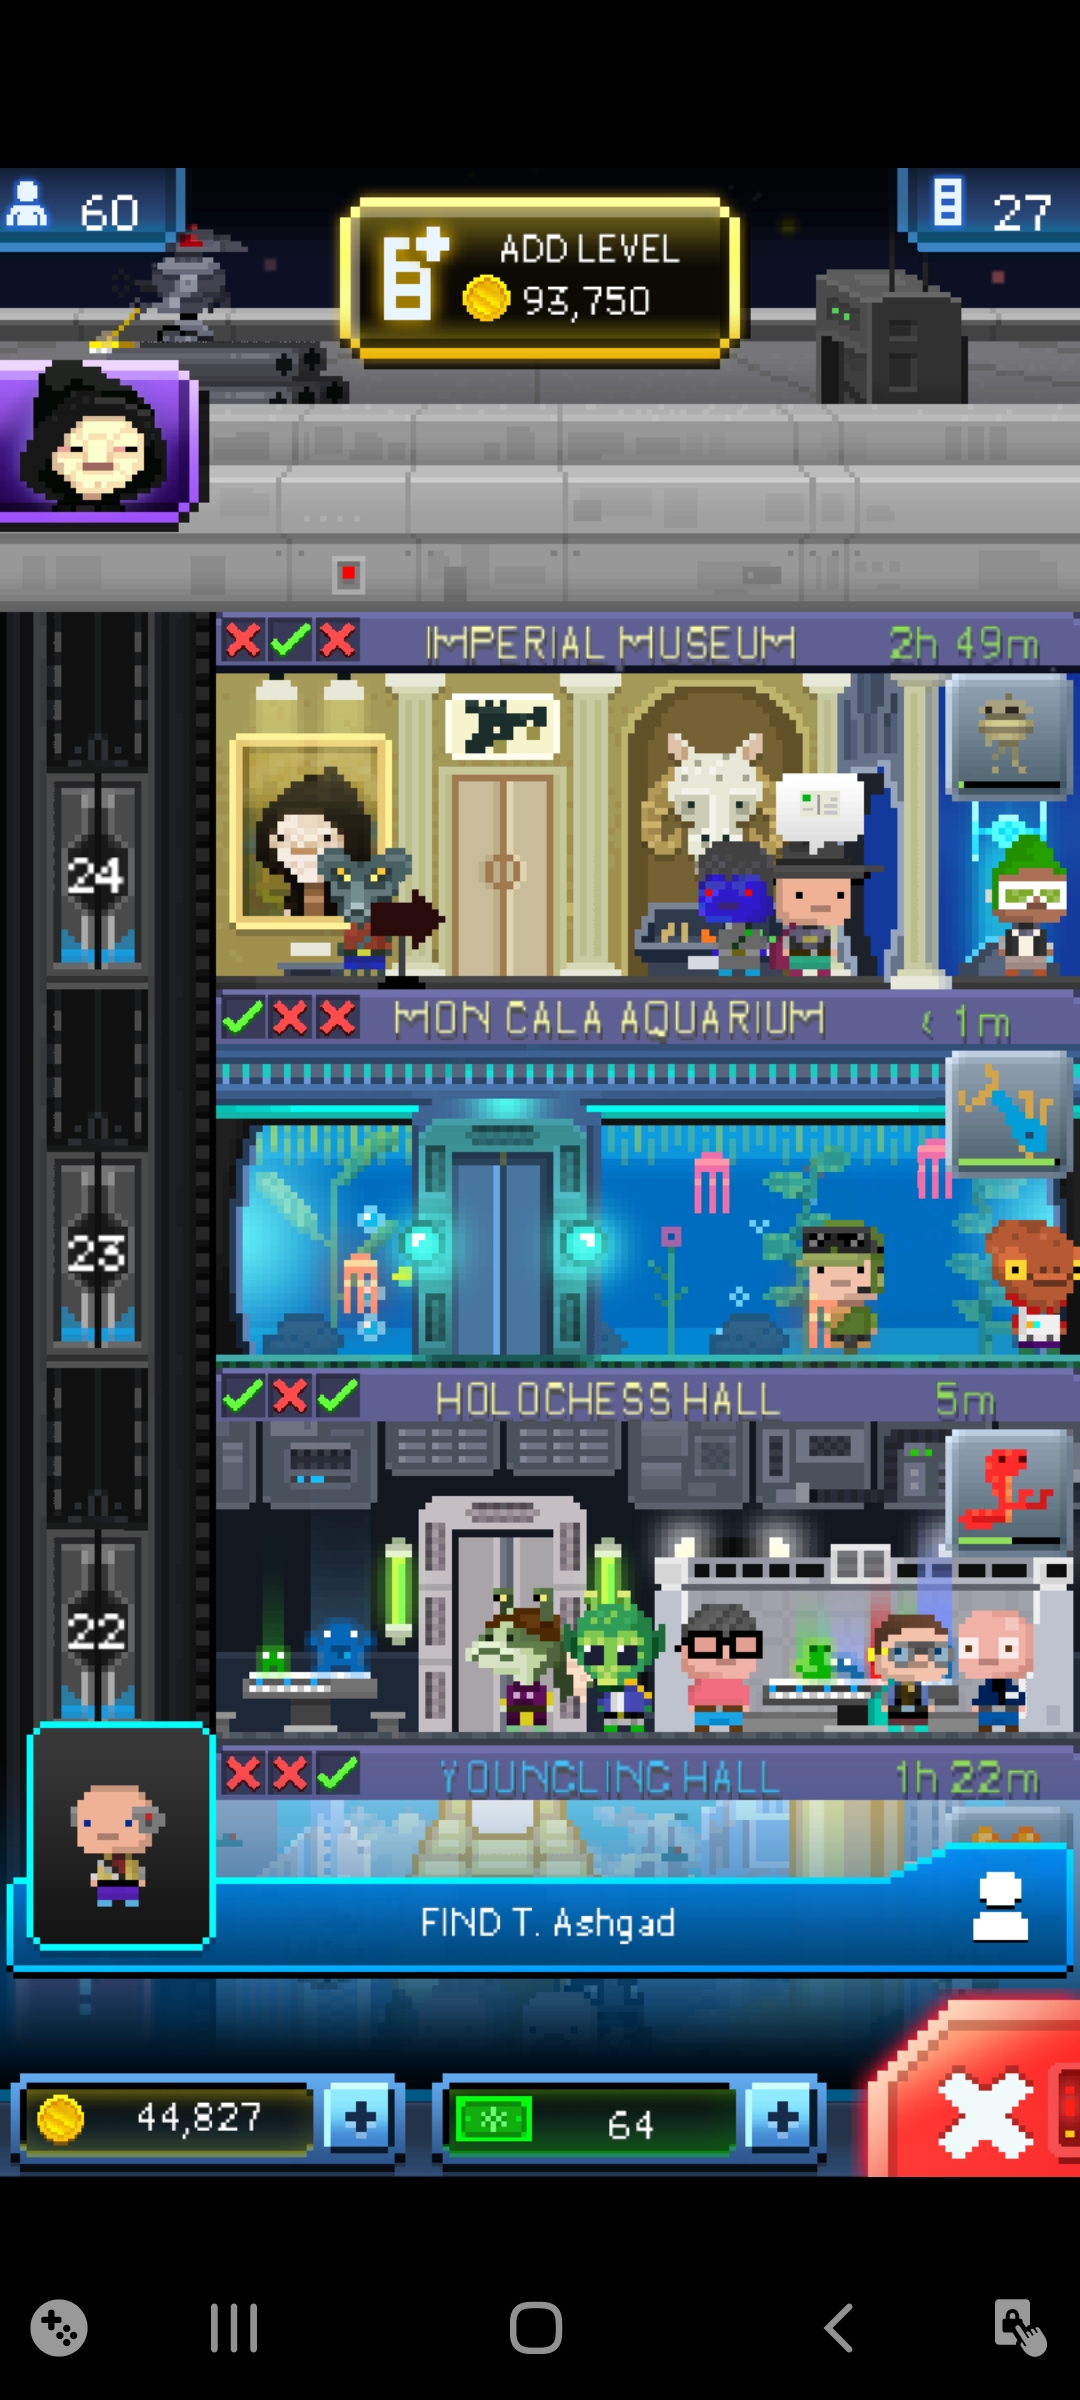 60
ADD LEVEL
93,750
27
IMPERIAL MUSEUM
2h 49m
24
MON CALA AQUARIUM
< 1m
23
HOLOCHESS HALL
5m
22
YOUNGLING HALL
1h 22m
FIND T. Ashgad
44,827
+
64
+